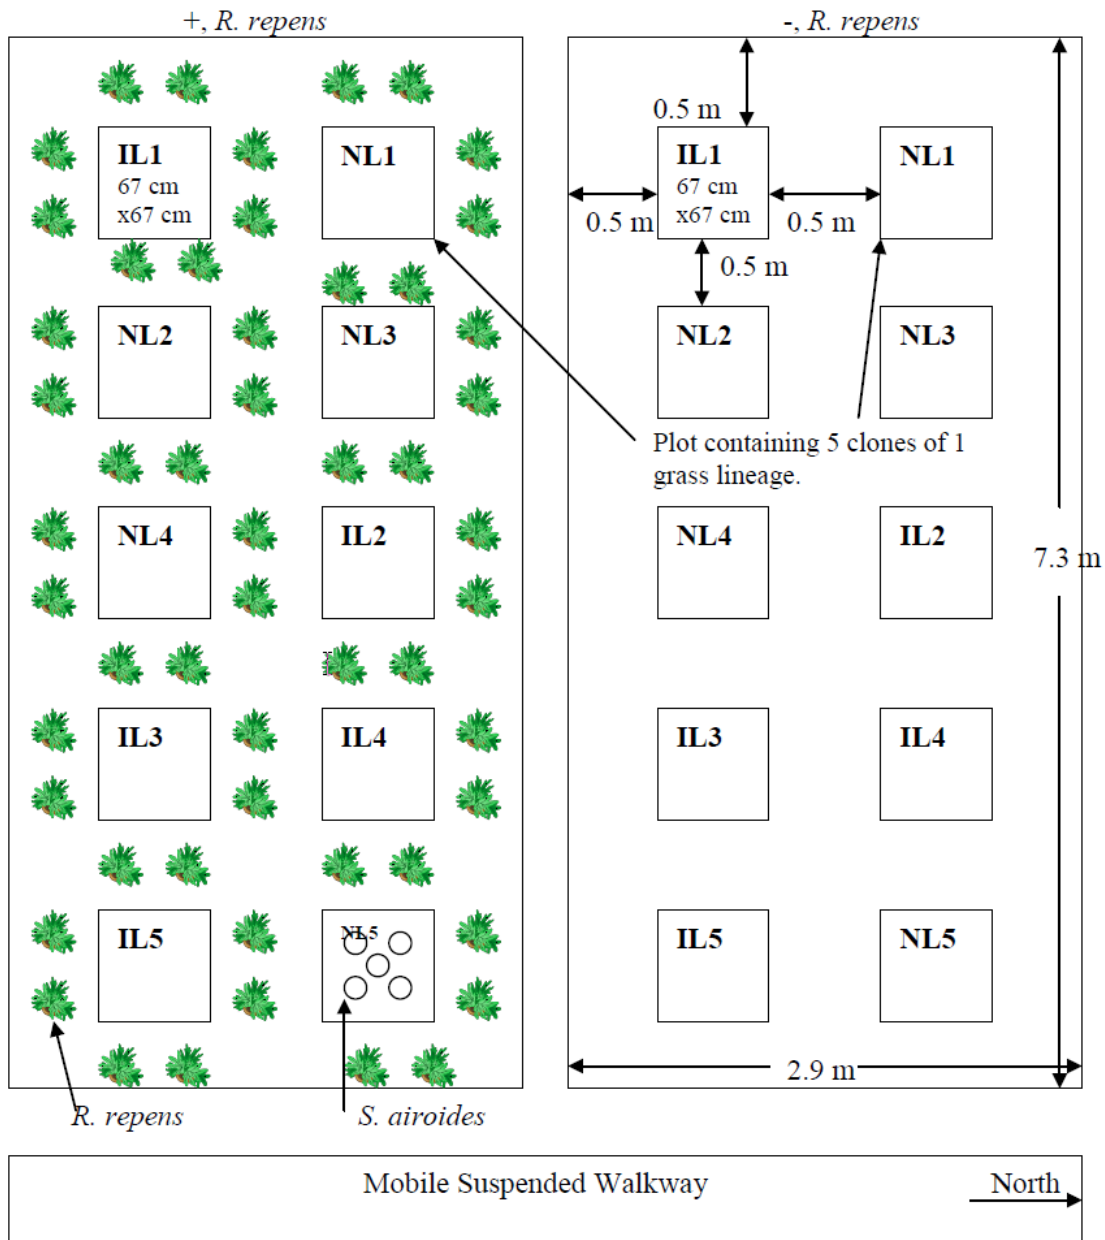 +, R. repens
-, R. repens
0.5 m
IL1
67 cm
x67 cm
NL1
IL1
67 cm
x67 cm
NL1
0.5 m
0.5 m
0.5 m
NL2
NL3
NL2
NL3
Plot containing 5 clones of 1
grass lineage.
NL4
IL2
NL4
IL2
7.3 m
IL3
IL4
IL3
IL4
IL5
NL5
IL5
NL5
2.9 m
R. repens
S. airoides
Mobile Suspended Walkway
North